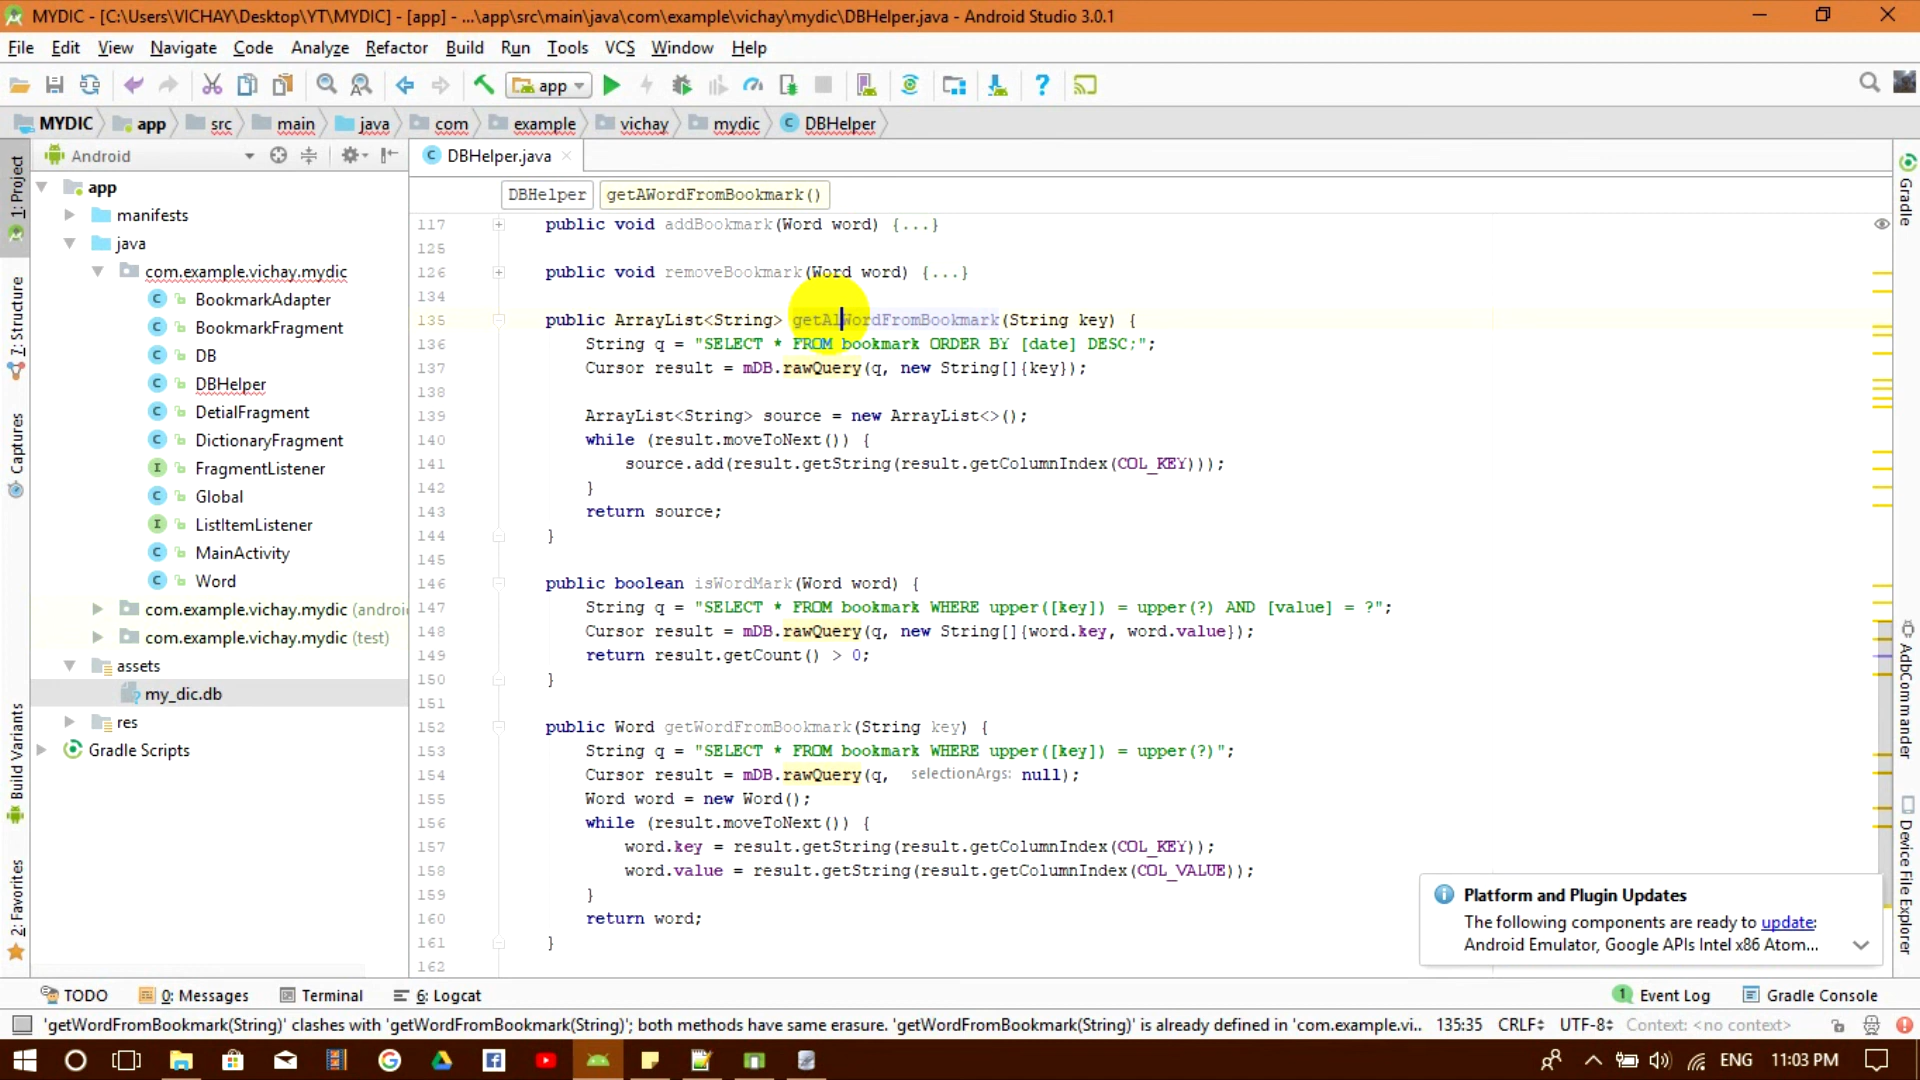 MYDIC - [C:\Users\VICHAY\Desktop\YT\MYDIC] - [app] - ...\app\src\main\java\com\example\vichay\mydic\DBHelper.java - Android Studio 3.0.1
File Edit View Navigate Code Analyze Refactor Build Run Tools VCS Window Help
app
MYDIC app src main java com example vichay mydic DBHelper
Android
DBHelper.java
DBHelper getAWordFromBookmark()
1: Project
7: Structure
Captures
Build Variants
2: Favorites
app
manifests
java
com.example.vichay.mydic
BookmarkAdapter
BookmarkFragment
DB
DBHelper
DetialFragment
DictionaryFragment
FragmentListener
Global
ListItemListener
MainActivity
Word
com.example.vichay.mydic (androi
com.example.vichay.mydic (test)
assets
my_dic.db
res
Gradle Scripts
117 public void addBookmark(Word word) {...}
125
126 public void removeBookmark(Word word) {...}
134
135 public ArrayList<String> getAlWordFromBookmark(String key) {
136 String q = "SELECT * FROM bookmark ORDER BY [date] DESC;";
137 Cursor result = mDB.rawQuery(q, new String[]{key});
138
139 ArrayList<String> source = new ArrayList<>();
140 while (result.moveToNext()) {
141 source.add(result.getString(result.getColumnIndex(COL_KEY)));
142 }
143 return source;
144 }
145
146 public boolean isWordMark(Word word) {
147 String q = "SELECT * FROM bookmark WHERE upper([key]) = upper(?) AND [value] = ?";
148 Cursor result = mDB.rawQuery(q, new String[]{word.key, word.value});
149 return result.getCount() > 0;
150 }
151
152 public Word getWordFromBookmark(String key) {
153 String q = "SELECT * FROM bookmark WHERE upper([key]) = upper(?)";
154 Cursor result = mDB.rawQuery(q, selectionArgs: null);
155 Word word = new Word();
156 while (result.moveToNext()) {
157 word.key = result.getString(result.getColumnIndex(COL_KEY));
158 word.value = result.getString(result.getColumnIndex(COL_VALUE));
159 }
160 return word;
161 }
162
Gradle
AdbCommander
Device File Explorer
Platform and Plugin Updates
The following components are ready to update:
Android Emulator, Google APIs Intel x86 Atom...
TODO 0: Messages Terminal 6: Logcat 1 Event Log Gradle Console
'getWordFromBookmark(String)' clashes with 'getWordFromBookmark(String)'; both methods have same erasure. 'getWordFromBookmark(String)' is already defined in 'com.example.vi.. 135:35 CRLF UTF-8 Context: <no context>
ENG 11:03 PM